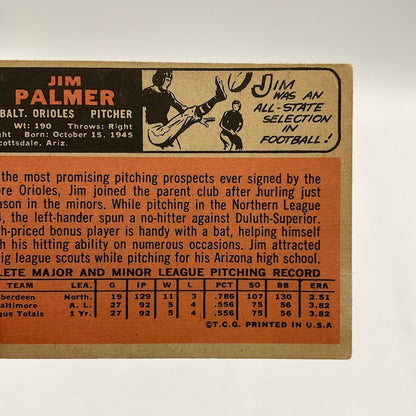 JIM
PALMER
BALT. ORIOLES PITCHER
Wt: 190 Throws: Right
ght Born: October 15, 1945
cottsdale, Ariz.
JIM
WAS AN
ALL-STATE
SELECTION
IN
FOOTBALL!
the most promising pitching prospects ever signed by the
ore Orioles, Jim joined the parent club after hurling just
eason in the minors. While pitching in the Northern League
4, the left-hander spun a no-hitter against Duluth-Superior.
gh-priced bonus player is handy with a bat, helping himself
h his hitting ability on numerous occasions. Jim attracted
ig league scouts while pitching for his Arizona high school.
LETE MAJOR AND MINOR LEAGUE PITCHING RECORD
TEAM LEA. G IP W L PCT SO BB ERA
berdeen North. 19 129 11 3 .786 107 130 2.51
altimore A. L. 27 92 5 4 .556 75 56 3.82
gue Totals 1 Yr. 27 92 5 4 .556 75 56 3.82
©T.C.G. PRINTED IN U.S.A.